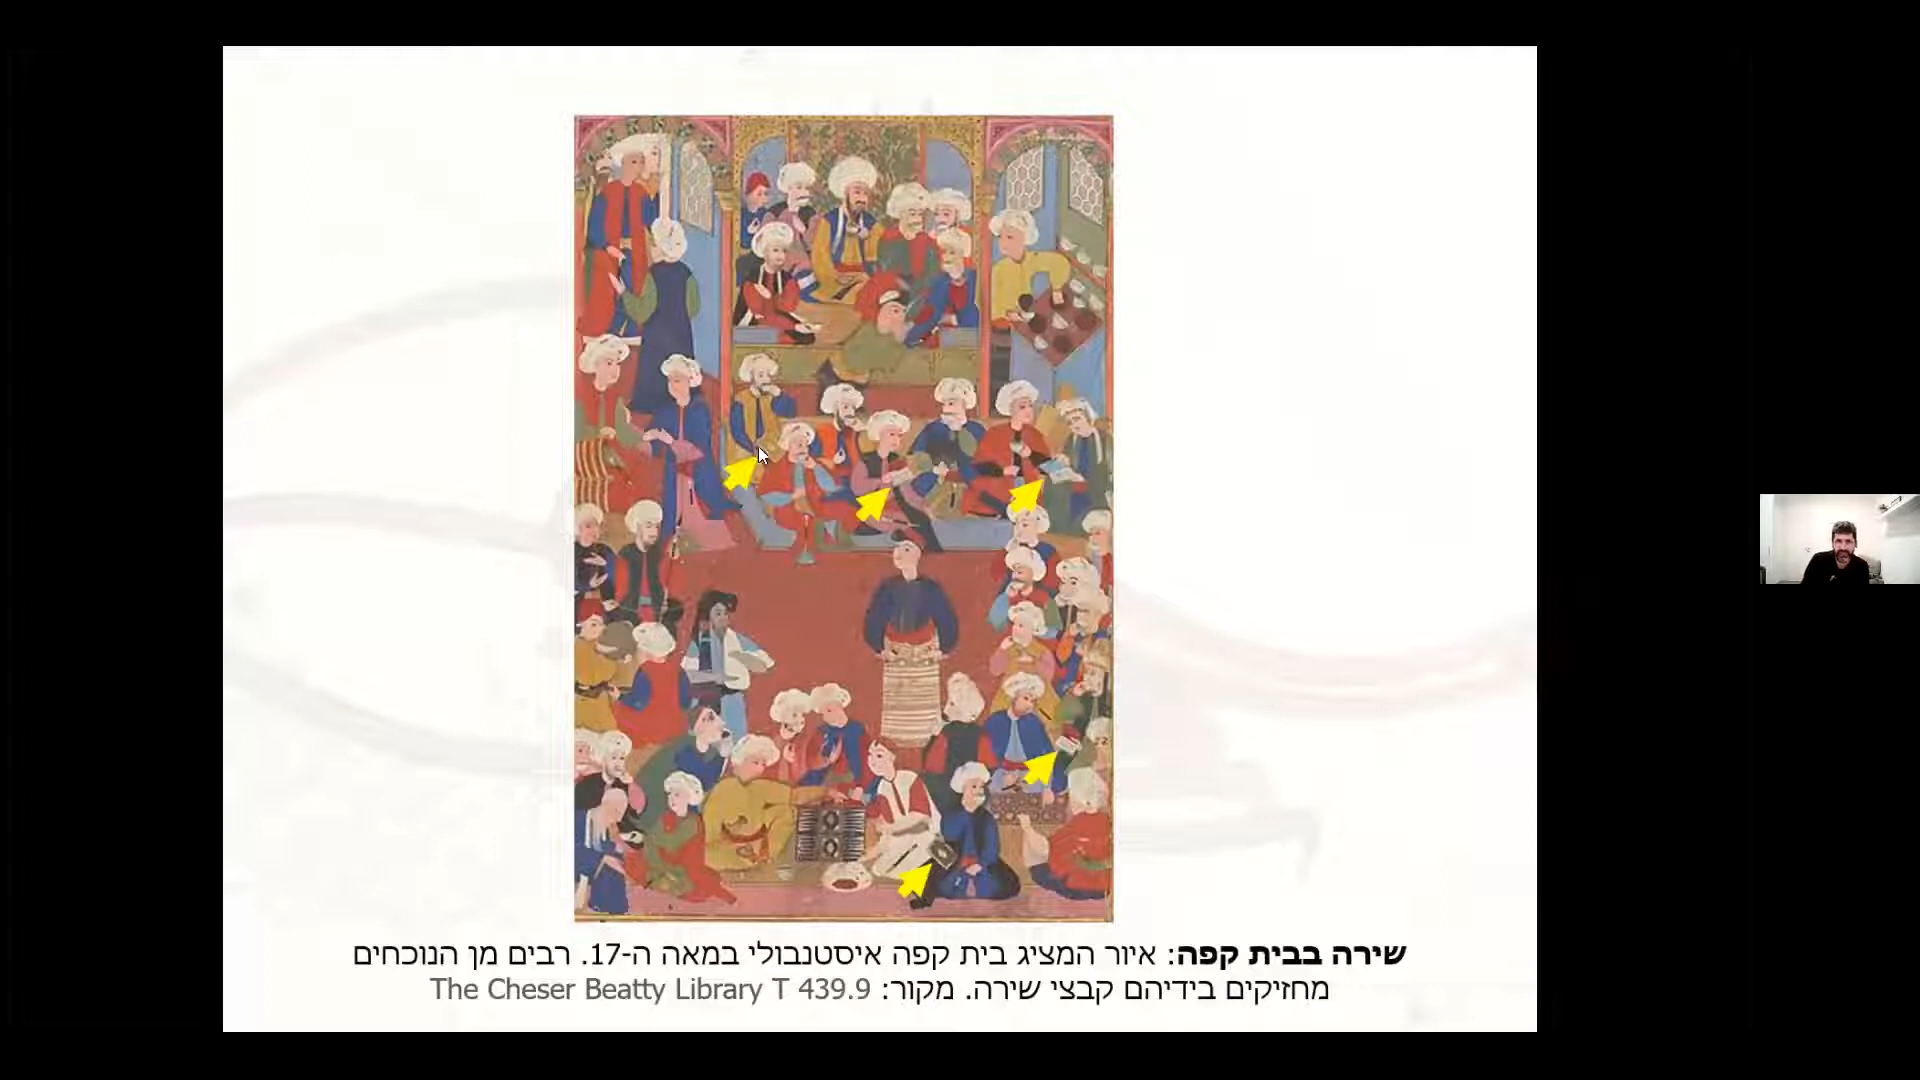 שירה בבית קפה: איור המציג בית קפה איסטנבולי במאה ה-17. רבים מן הנוכחים
מחזיקים בידיהם קבצי שירה. מקור: The Cheser Beatty Library T 439.9